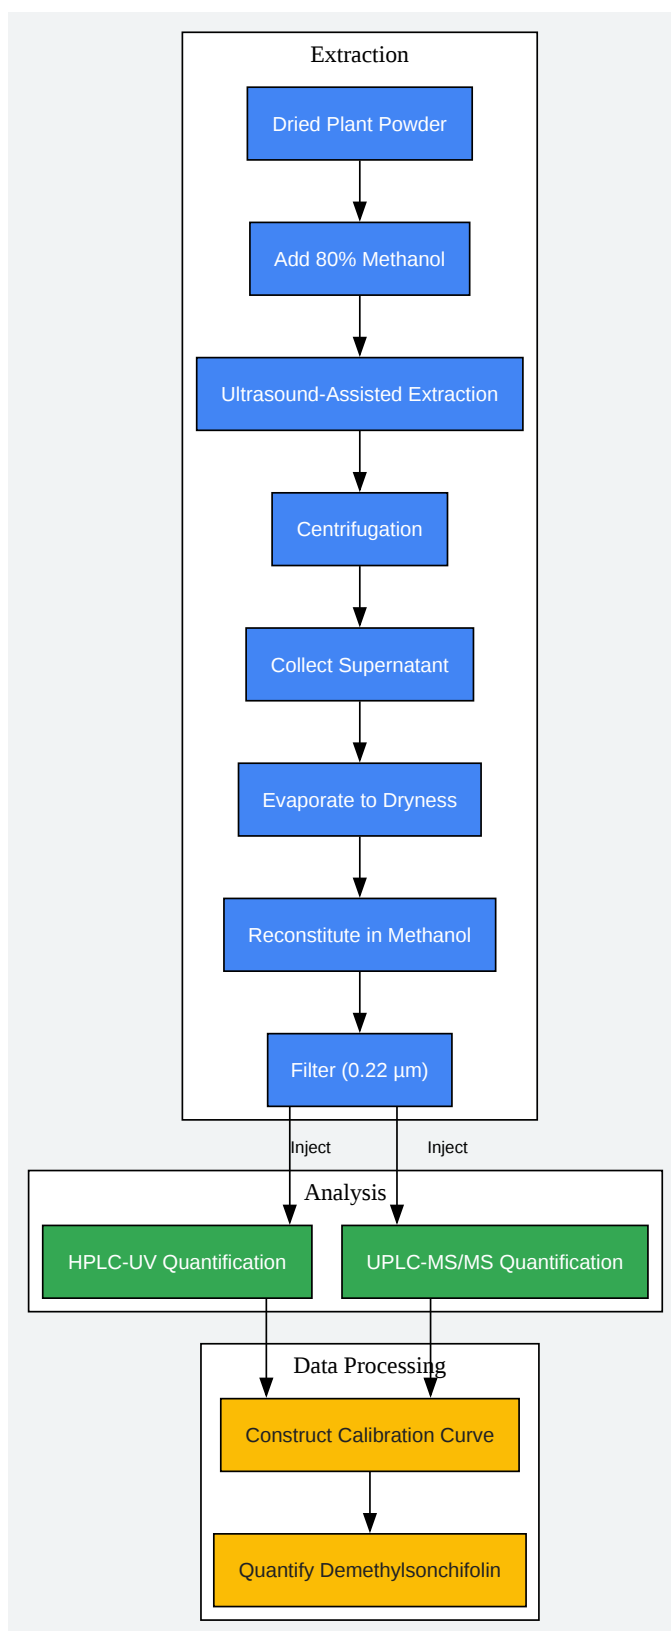 Extraction
Dried Plant Powder
Add 80% Methanol
Ultrasound-Assisted Extraction
Centrifugation
Collect Supernatant
Evaporate to Dryness
Reconstitute in Methanol
Filter (0.22 µm)
Inject
Inject
Analysis
HPLC-UV Quantification
UPLC-MS/MS Quantification
Data Processing
Construct Calibration Curve
Quantify Demethylsonchifolin